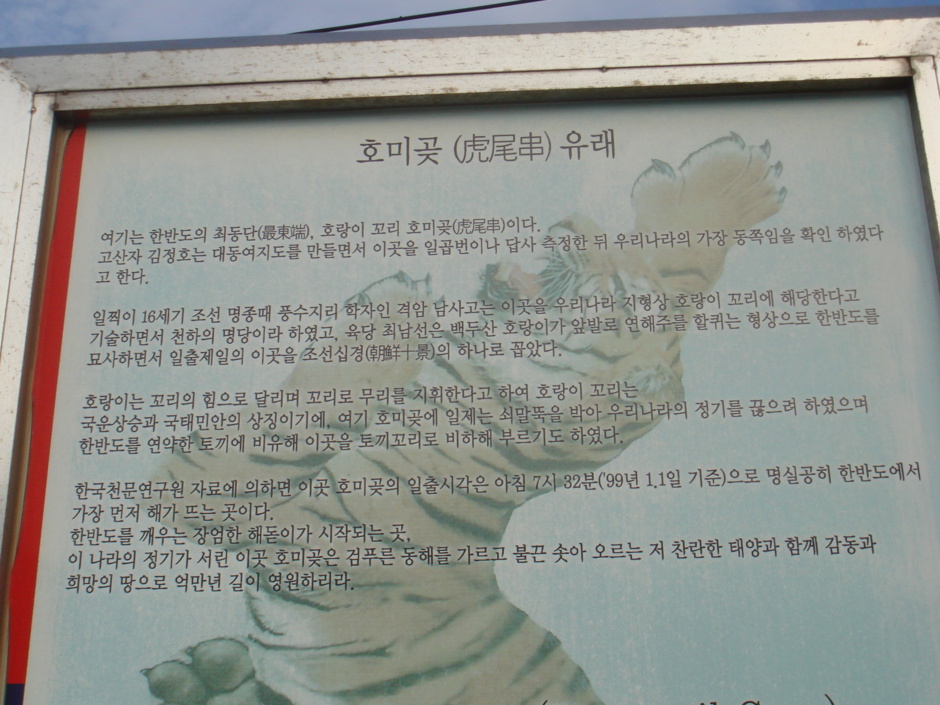 호미곶 (虎尾串) 유래
여기는 한반도의 최동단(最東端), 호랑이 꼬리 호미곶(虎尾串)이다.
고산자 김정호는 대동여지도를 만들면서 이곳을 일곱번이나 답사 측정한 뒤 우리나라의 가장 동쪽임을 확인 하였다
고 한다.
일찍이 16세기 조선 명종때 풍수지리 학자인 격암 남사고는 이곳을 우리나라 지형상 호랑이 꼬리에 해당한다고
기술하면서 천하의 명당이라 하였고, 육당 최남선은 백두산 호랑이가 앞발로 연해주를 할퀴는 형상으로 한반도를
묘사하면서 일출제일의 이곳을 조선십경(朝鮮十景)의 하나로 꼽았다.
호랑이는 꼬리의 힘으로 달리며 꼬리로 무리를 지휘한다고 하여 호랑이 꼬리는
국운상승과 국태민안의 상징이기에, 여기 호미곶에 일제는 쇠말뚝을 박아 우리나라의 정기를 끊으려 하였으며
한반도를 연약한 토끼에 비유해 이곳을 토끼꼬리로 비하해 부르기도 하였다.
한국천문연구원 자료에 의하면 이곳 호미곶의 일출시각은 아침 7시 32분('99년 1.1일 기준)으로 명실공히 한반도에서
가장 먼저 해가 뜨는 곳이다.
한반도를 깨우는 장엄한 해돋이가 시작되는 곳,
이 나라의 정기가 서린 이곳 호미곶은 검푸른 동해를 가르고 불끈 솟아 오르는 저 찬란한 태양과 함께 감동과
희망의 땅으로 억만년 길이 영원하리라.